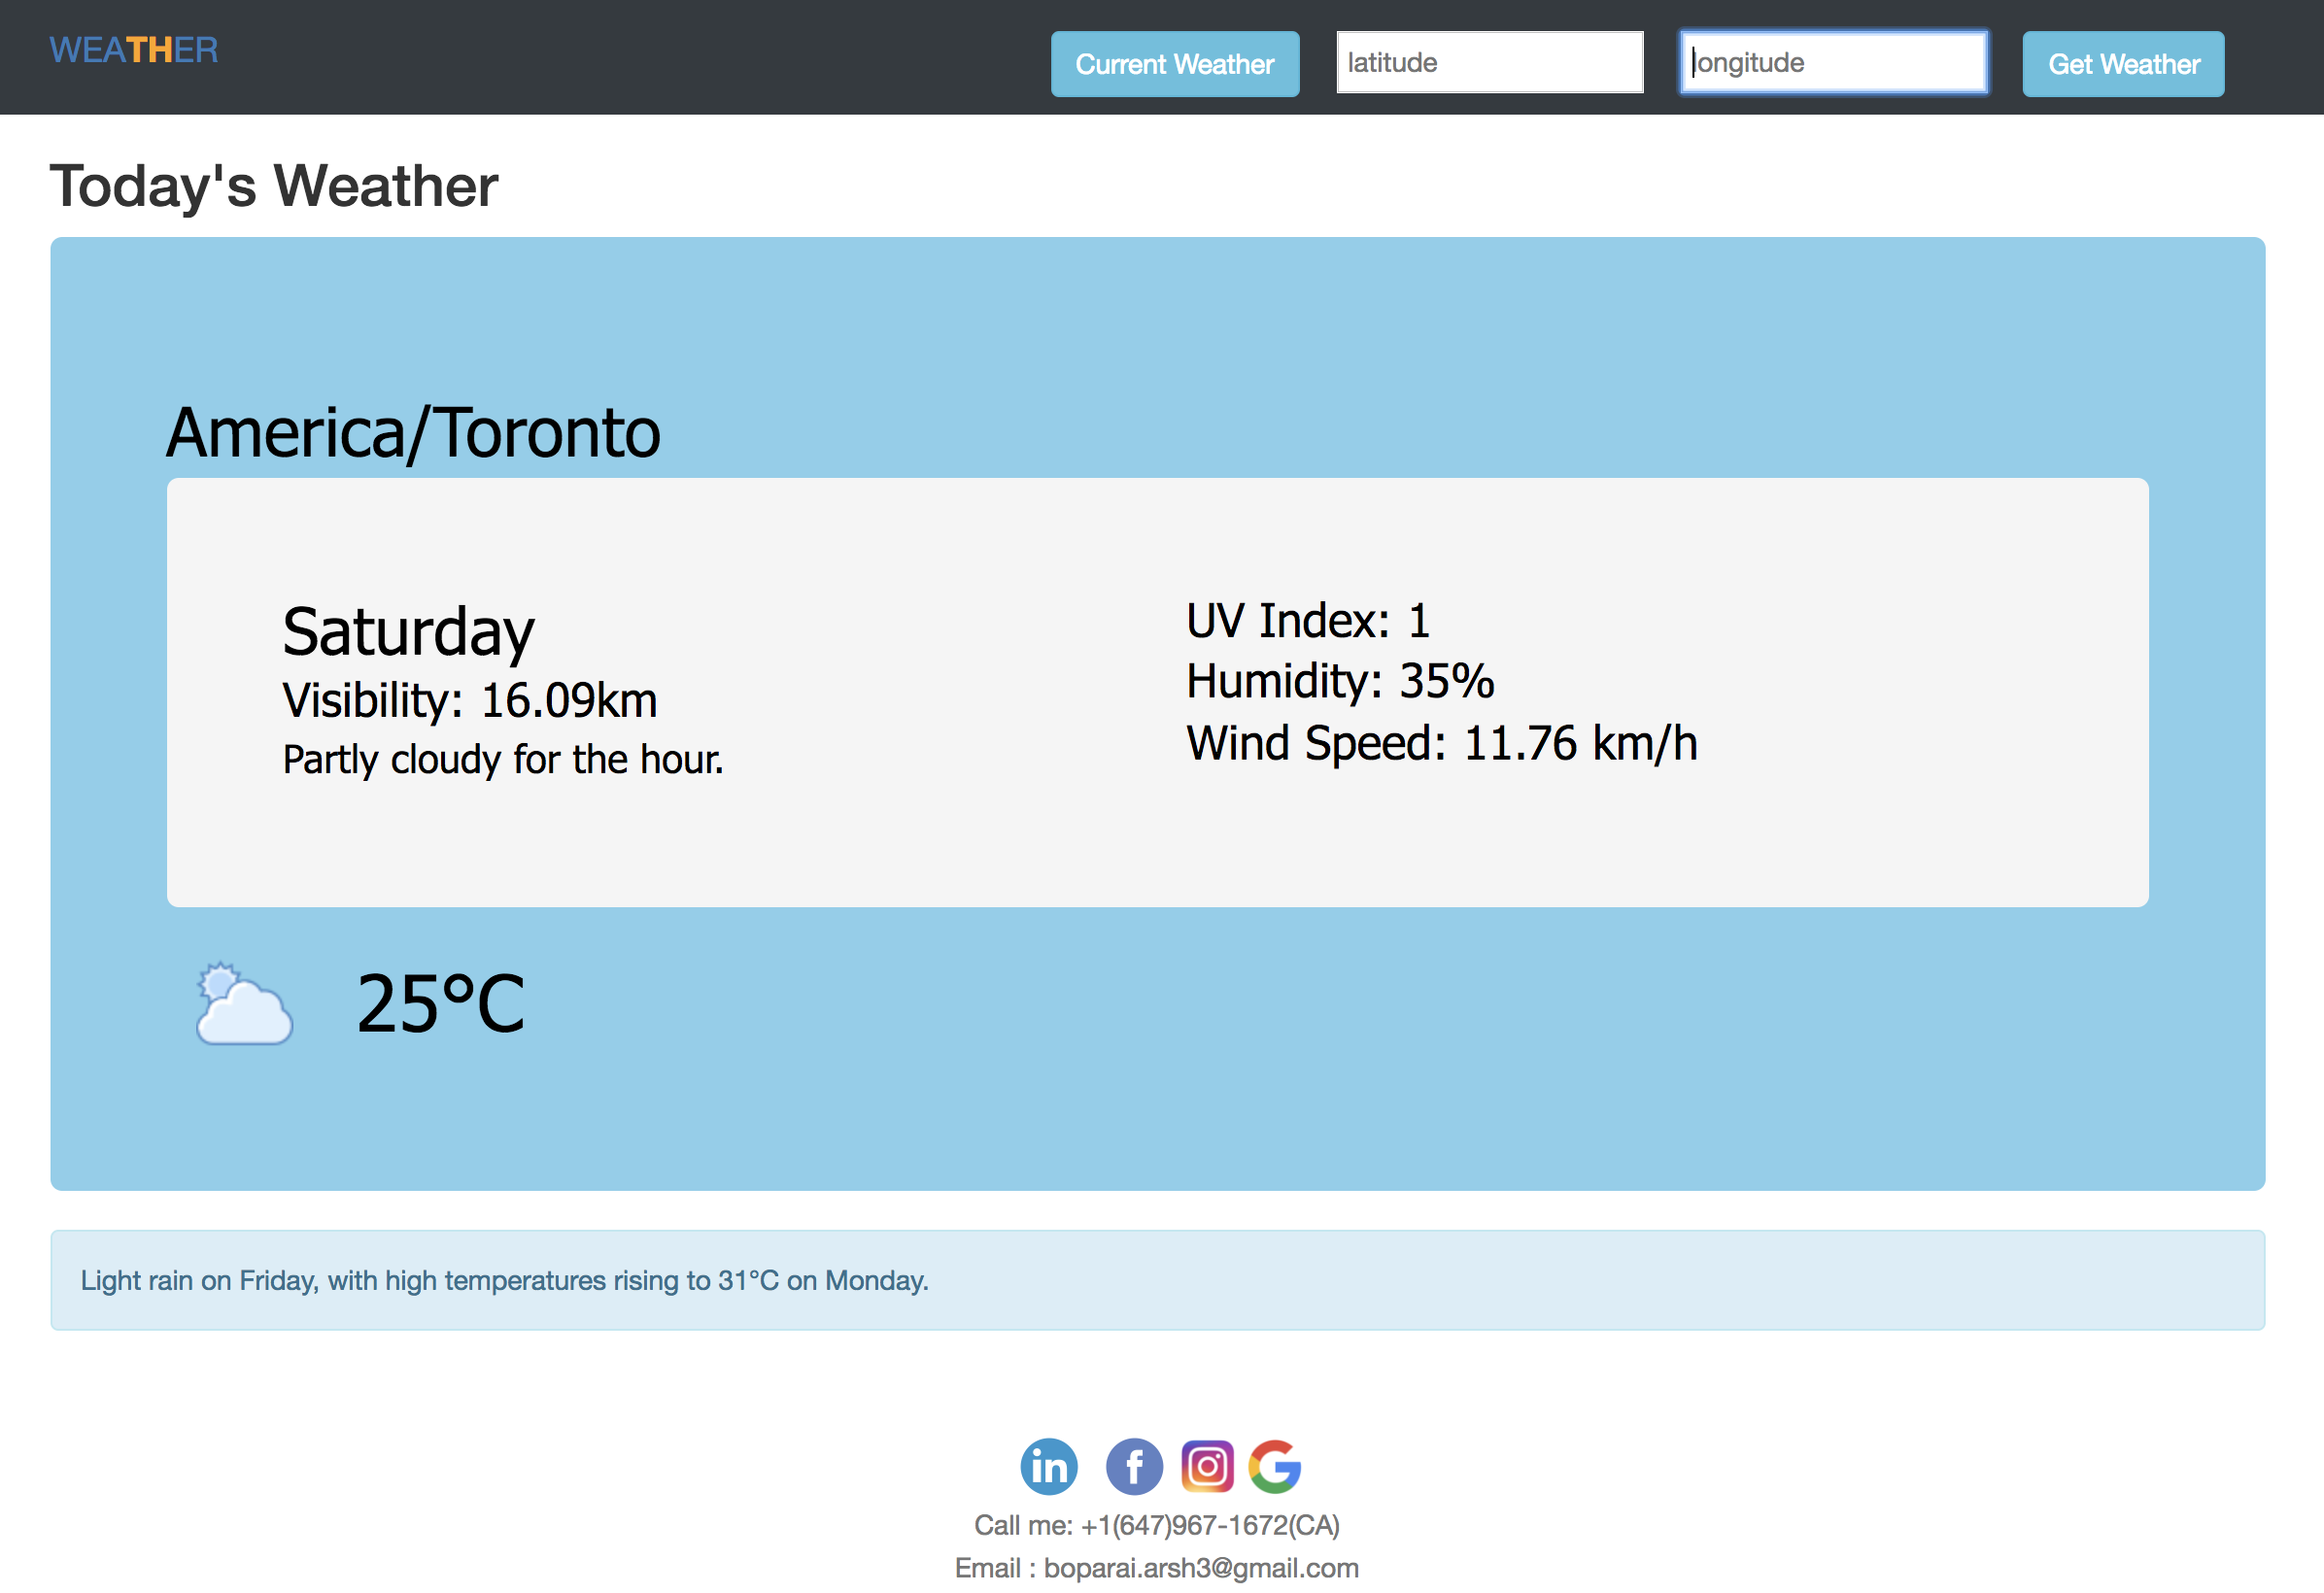 WEATHER
Current Weather
latitude
longitude
Get Weather
Today's Weather
America/Toronto
Saturday
Visibility: 16.09km
Partly cloudy for the hour.
UV Index: 1
Humidity: 35%
Wind Speed: 11.76 km/h
25°C
Light rain on Friday, with high temperatures rising to 31°C on Monday.
in f G
Call me: +1(647)967-1672(CA)
Email : boparai.arsh3@gmail.com